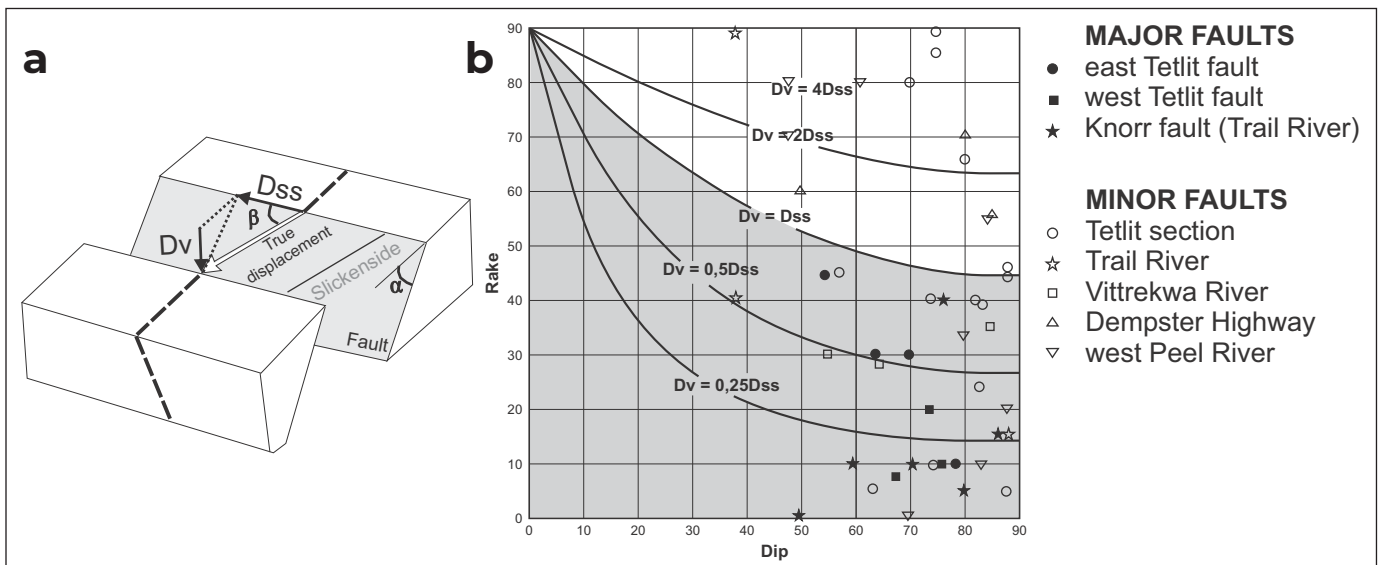 a
Dss
β
Dv
True
displacement
Slickenside
α
Fault
b
90
80
70
60
50
40
30
20
10
0
Rake
Dv = 4Dss
Dv = 2Dss
Dv = Dss
Dv = 0,5Dss
Dv = 0,25Dss
0 10 20 30 40 50 60 70 80 90
Dip
MAJOR FAULTS
east Tetlit fault
west Tetlit fault
Knorr fault (Trail River)
MINOR FAULTS
Tetlit section
Trail River
Vittrekwa River
Dempster Highway
west Peel River